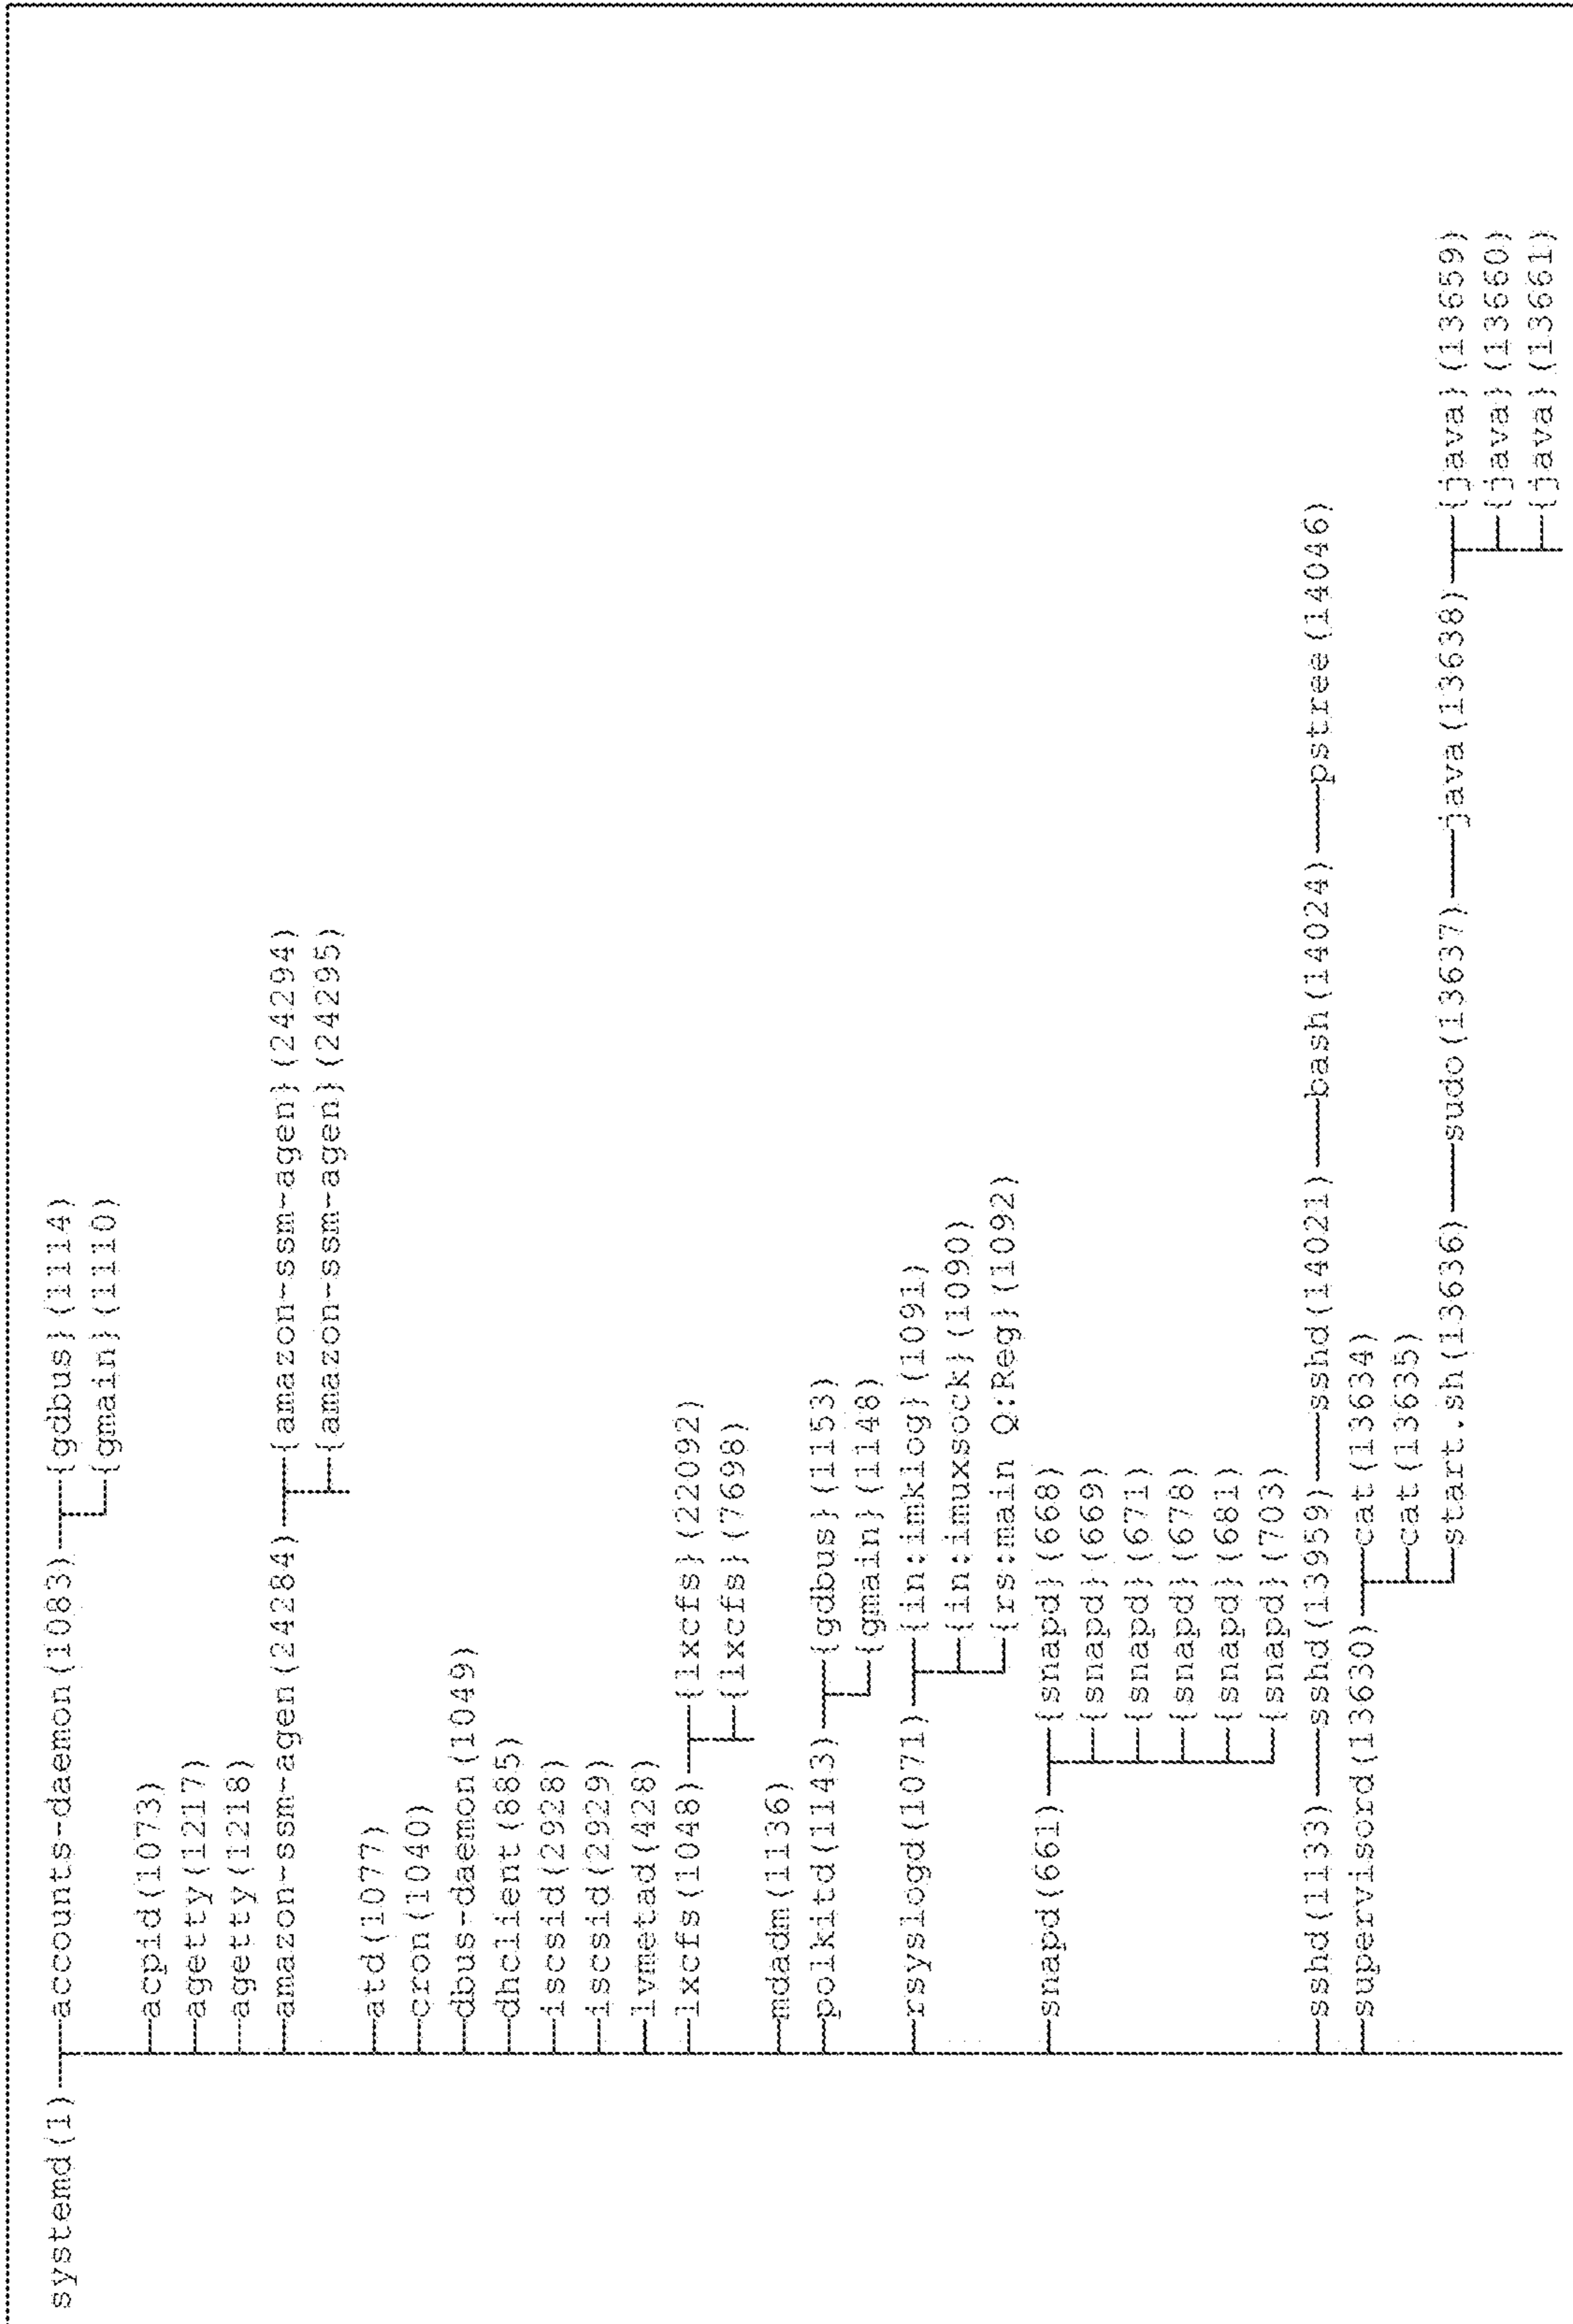 systemd(1)─┬─accounts-daemon(1083)─┬─{gdbus}(1114)
           │                       └─{gmain}(1110)
           ├─acpid(1073)
           ├─agetty(1217)
           ├─agetty(1218)
           ├─amazon-ssm-agen(24284)─┬─{amazon-ssm-agen}(24294)
           │                        ├─{amazon-ssm-agen}(24295)
           ├─atd(1077)
           ├─cron(1040)
           ├─dbus-daemon(1049)
           ├─dhclient(885)
           ├─iscsid(2928)
           ├─iscsid(2929)
           ├─lvmetad(428)
           ├─lxcfs(1048)─┬─{lxcfs}(22092)
           │             ├─{lxcfs}(7698)
           ├─mdadm(1136)
           ├─polkitd(1143)─┬─{gdbus}(1153)
           │               └─{gmain}(1148)
           ├─rsyslogd(1071)─┬─{in:imklog}(1091)
           │                ├─{in:imuxsock}(1090)
           │                └─{rs:main Q:Reg}(1092)
           ├─snapd(661)─┬─{snapd}(668)
           │            ├─{snapd}(669)
           │            ├─{snapd}(671)
           │            ├─{snapd}(678)
           │            ├─{snapd}(681)
           │            └─{snapd}(703)
           ├─sshd(1133)───sshd(13959)───sshd(14021)───bash(14024)───pstree(14046)
           ├─supervisord(13630)─┬─cat(13634)
           │                    ├─cat(13635)
           │                    └─start.sh(13636)───sudo(13637)───java(13638)─┬─{java}(13659)
           │                                                                  ├─{java}(13660)
           │                                                                  ├─{java}(13661)